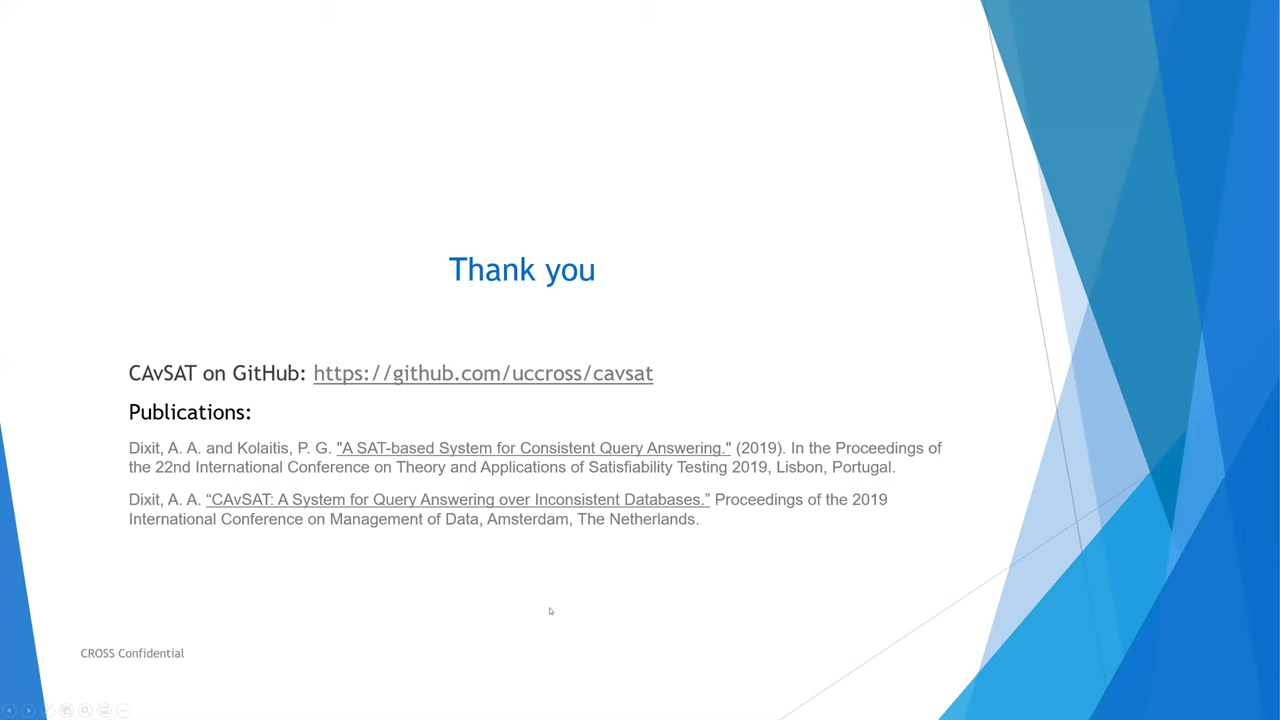 Thank you
CAvSAT on GitHub: https://github.com/uccross/cavsat
Publications:
Dixit, A. A. and Kolaitis, P. G. "A SAT-based System for Consistent Query Answering." (2019). In the Proceedings of
the 22nd International Conference on Theory and Applications of Satisfiability Testing 2019, Lisbon, Portugal.
Dixit, A. A. “CAvSAT: A System for Query Answering over Inconsistent Databases.” Proceedings of the 2019
International Conference on Management of Data, Amsterdam, The Netherlands.
CROSS Confidential